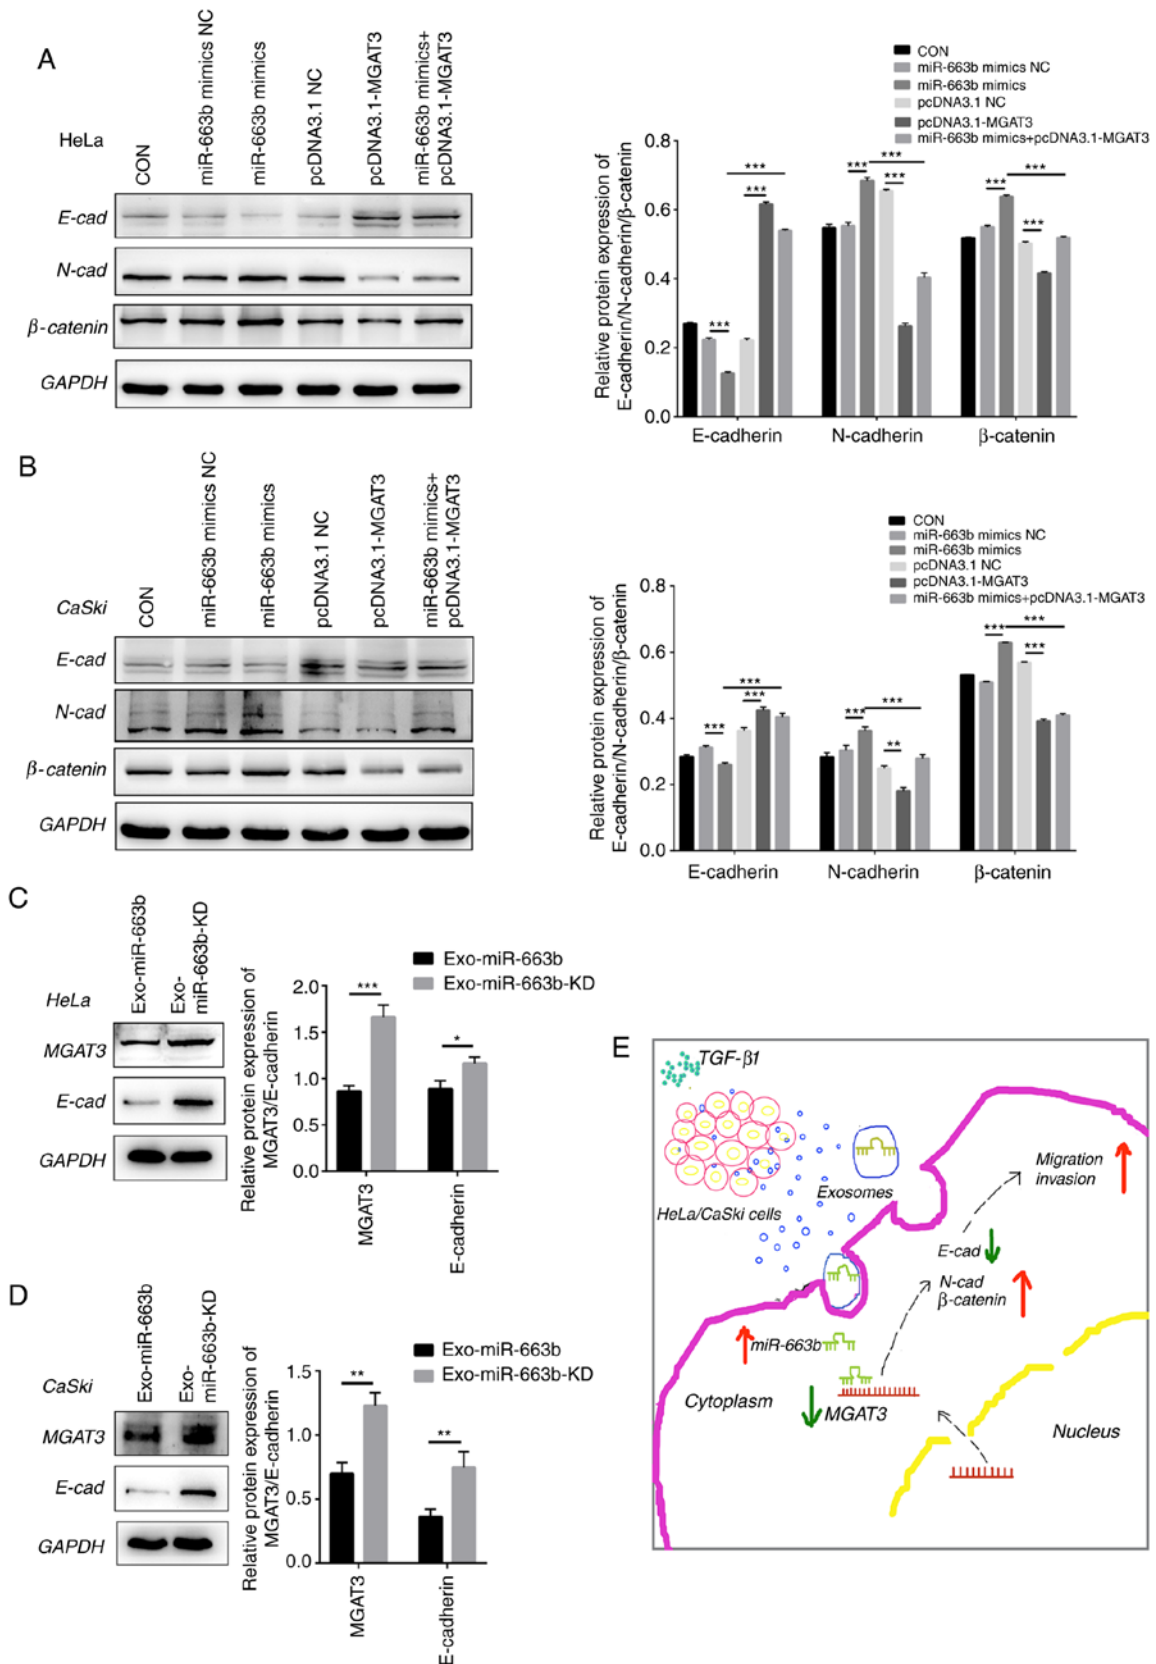 A
HeLa
CON
miR-663b mimics NC
miR-663b mimics
pcDNA3.1 NC
pcDNA3.1-MGAT3
miR-663b mimics+
pcDNA3.1-MGAT3
E-cad
N-cad
β-catenin
GAPDH
CON
miR-663b mimics NC
miR-663b mimics
pcDNA3.1 NC
pcDNA3.1-MGAT3
miR-663b mimics+pcDNA3.1-MGAT3
Relative protein expression of
E-cadherin/N-cadherin/β-catenin
0.8
0.6
0.4
0.2
0.0
***
***
***
***
***
***
***
***
***
E-cadherin
N-cadherin
β-catenin
B
CaSki
CON
miR-663b mimics NC
miR-663b mimics
pcDNA3.1 NC
pcDNA3.1-MGAT3
miR-663b mimics+
pcDNA3.1-MGAT3
E-cad
N-cad
β-catenin
GAPDH
CON
miR-663b mimics NC
miR-663b mimics
pcDNA3.1 NC
pcDNA3.1-MGAT3
miR-663b mimics+pcDNA3.1-MGAT3
Relative protein expression of
E-cadherin/N-cadherin/β-catenin
0.8
0.6
0.4
0.2
0.0
***
***
***
***
***
**
***
***
***
E-cadherin
N-cadherin
β-catenin
C
HeLa
Exo-miR-663b
Exo-
miR-663b-KD
MGAT3
E-cad
GAPDH
Exo-miR-663b
Exo-miR-663b-KD
Relative protein expression of
MGAT3/E-cadherin
2.0
1.5
1.0
0.5
0.0
***
*
MGAT3
E-cadherin
D
CaSki
Exo-miR-663b
Exo-
miR-663b-KD
MGAT3
E-cad
GAPDH
Exo-miR-663b
Exo-miR-663b-KD
Relative protein expression of
MGAT3/E-cadherin
1.5
1.0
0.5
0.0
**
**
MGAT3
E-cadherin
E
TGF-β1
HeLa/CaSki cells
Exosomes
Migration
invasion
E-cad
N-cad
β-catenin
miR-663b
Cytoplasm
MGAT3
Nucleus